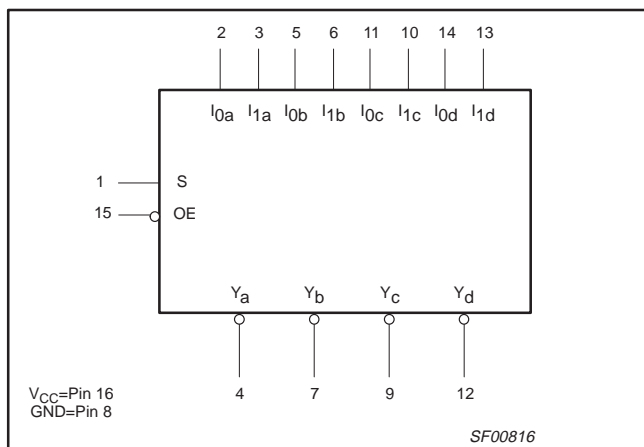 2 3 5 6 11 10 14 13
I0a I1a I0b I1b I0c I1c I0d I1d
1 S
15 OE
Ya Yb Yc Yd
4 7 9 12
VCC=Pin 16
GND=Pin 8
SF00816